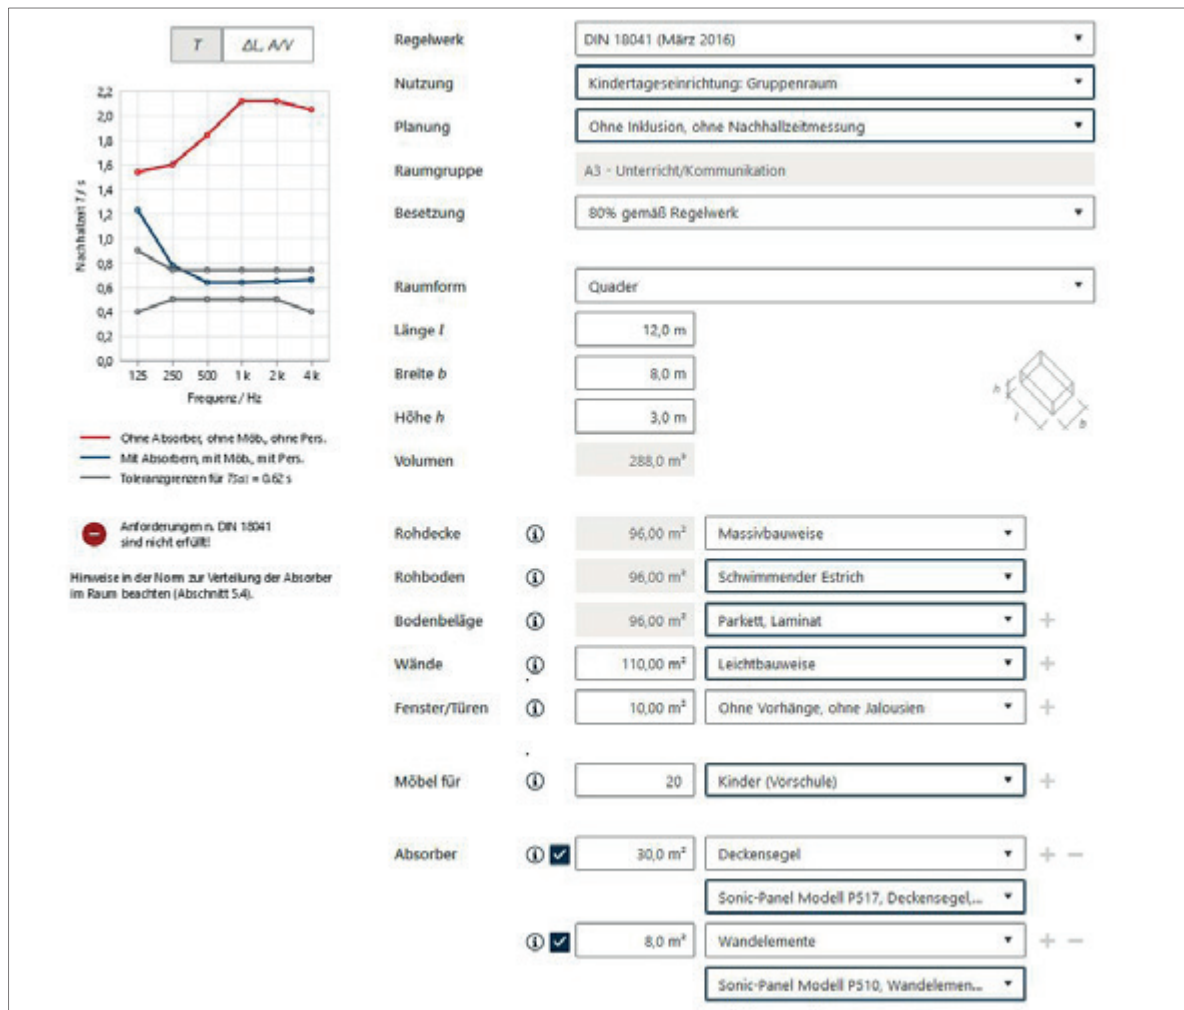 T ΔL, A/V
2,2
2,0
1,8
1,6
1,4
1,2
1,0
0,8
0,6
0,4
0,2
0,0
Nachhallzeit T / s
125 250 500 1 k 2 k 4 k
Frequenz / Hz
Ohne Absorber, ohne Möb., ohne Pers.
Mit Absorbern, mit Möb., mit Pers.
Toleranzgrenzen für TSoll = 0.62 s
Anforderungen n. DIN 18041
sind nicht erfüllt!
Hinweise in der Norm zur Verteilung der Absorber
im Raum beachten (Abschnitt 5.4).
Regelwerk DIN 18041 (März 2016)
Nutzung Kindertageseinrichtung: Gruppenraum
Planung Ohne Inklusion, ohne Nachhallzeitmessung
Raumgruppe A3 - Unterricht/Kommunikation
Besetzung 80% gemäß Regelwerk
Raumform Quader
Länge l 12,0 m
Breite b 8,0 m
Höhe h 3,0 m
h l b
Volumen 288,0 m³
Rohdecke 96,00 m² Massivbauweise
Rohboden 96,00 m² Schwimmender Estrich
Bodenbeläge 96,00 m² Parkett, Laminat
Wände 110,00 m² Leichtbauweise
Fenster/Türen 10,00 m² Ohne Vorhänge, ohne Jalousien
Möbel für 20 Kinder (Vorschule)
Absorber 30,0 m² Deckensegel
Sonic-Panel Modell P517, Deckensegel,...
8,0 m² Wandelemente
Sonic-Panel Modell P510, Wandelemen...